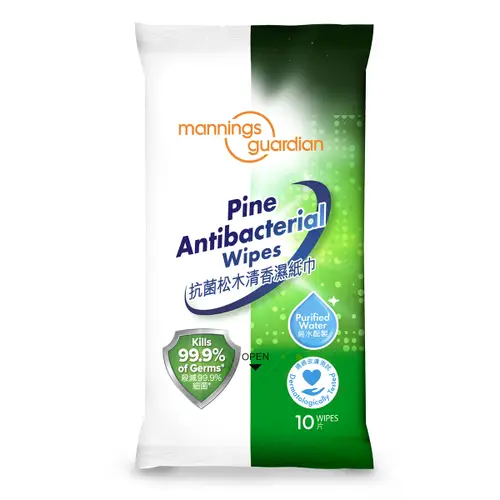 mannings
guardian
Pine
Antibacterial
Wipes
抗菌松木清香濕紙巾
Purified
Water
純水配製
Kills
99.9%
of Germs*
殺滅99.9%
細菌*
OPEN
Dermatologically Tested
10 WIPES
片